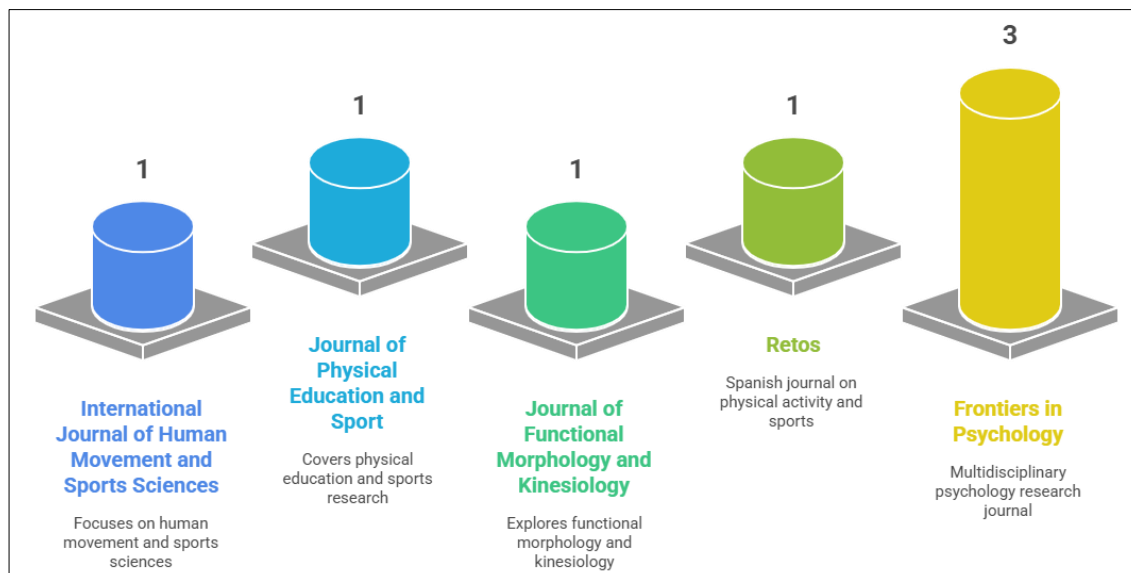 1
International
Journal of Human
Movement and
Sports Sciences
Focuses on human
movement and sports
sciences
1
Journal of
Physical
Education and
Sport
Covers physical
education and sports
research
1
Journal of
Functional
Morphology and
Kinesiology
Explores functional
morphology and
kinesiology
1
Retos
Spanish journal on
physical activity and
sports
3
Frontiers in
Psychology
Multidisciplinary
psychology research
journal